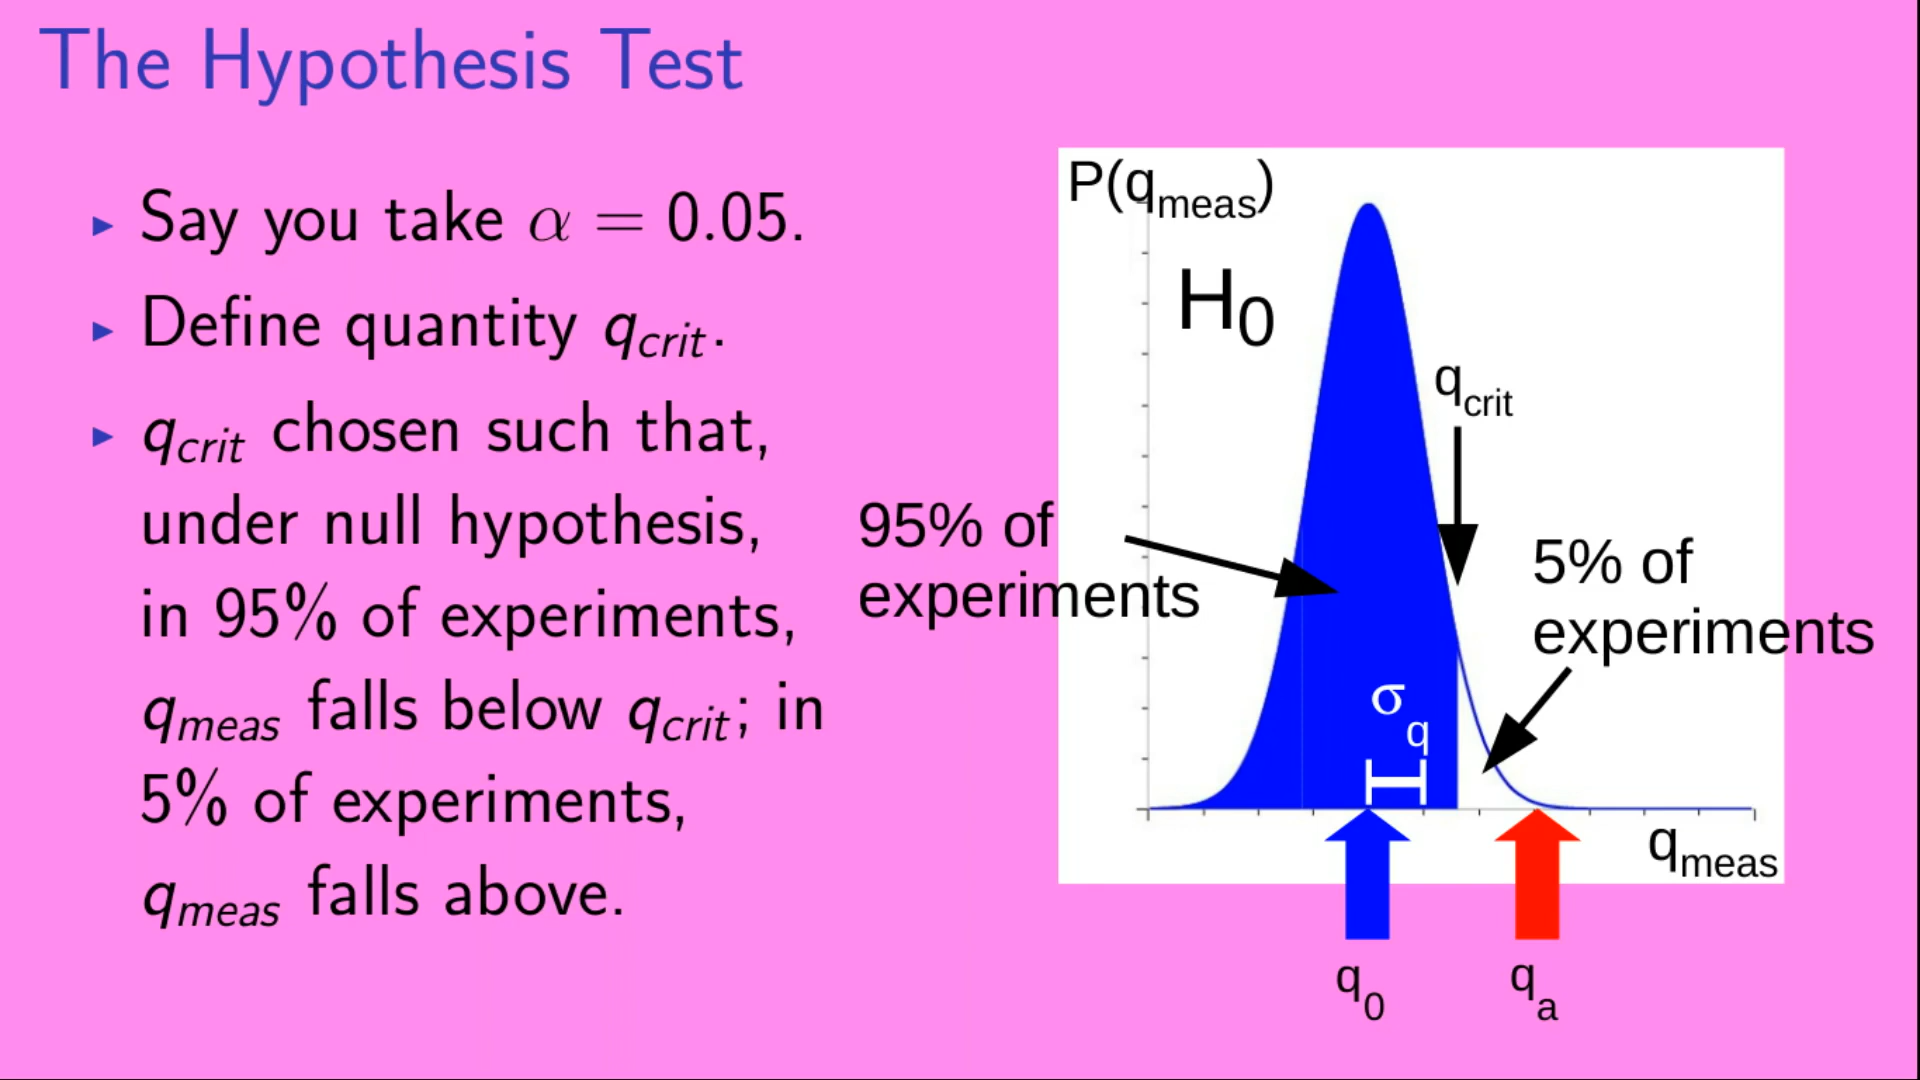 The Hypothesis Test
▸ Say you take α = 0.05.
▸ Define quantity q_crit.
▸ q_crit chosen such that,
under null hypothesis,
in 95% of experiments,
q_meas falls below q_crit; in
5% of experiments,
q_meas falls above.
P(q_meas)
H_0
q_crit
95% of
experiments
5% of
experiments
σ_q
q_meas
q_0
q_a